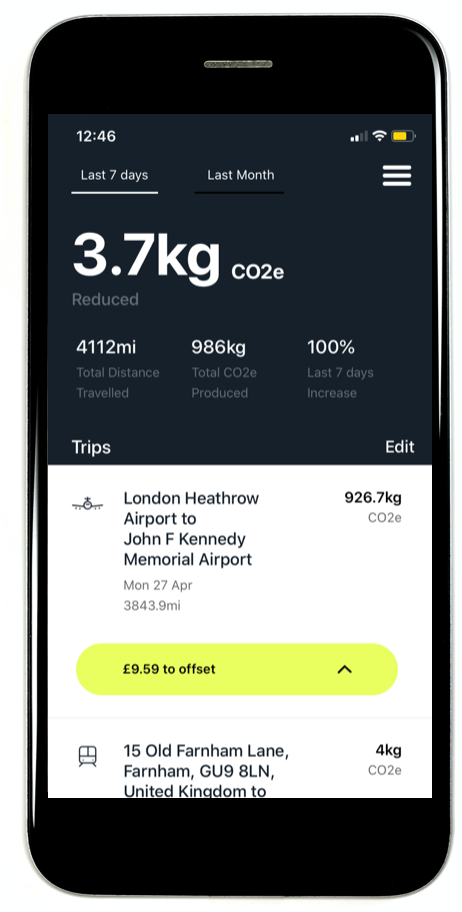 12:46
Last 7 days
Last Month
3.7kg CO2e
Reduced
4112mi
986kg
100%
Total Distance
Travelled
Total CO2e
Produced
Last 7 days
Increase
Trips
Edit
London Heathrow
Airport to
John F Kennedy
Memorial Airport
926.7kg
CO2e
Mon 27 Apr
3843.9mi
£9.59 to offset
15 Old Farnham Lane,
Farnham, GU9 8LN,
United Kingdom to
4kg
CO2e